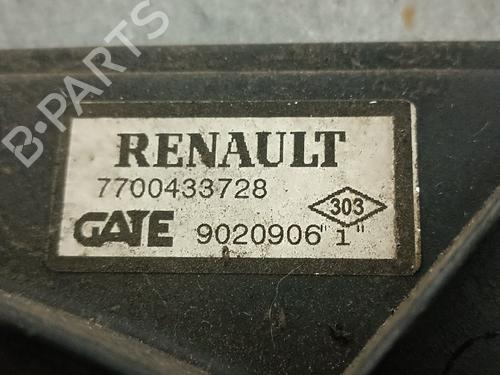 B-PARTS
RENAULT
7700433728
303
GATE 9020906"1"